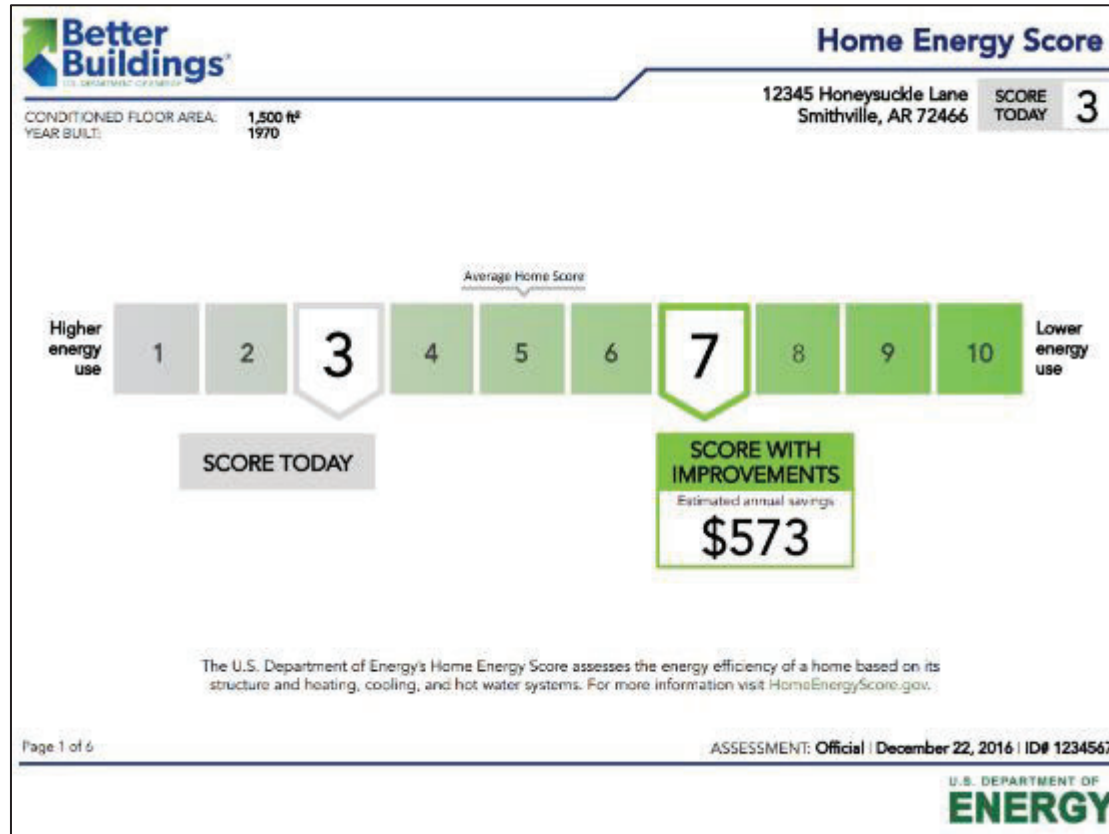 Better
Buildings®
U.S. DEPARTMENT OF ENERGY
Home Energy Score
12345 Honeysuckle Lane
Smithville, AR 72466
SCORE
TODAY
3
CONDITIONED FLOOR AREA: 1,500 ft²
YEAR BUILT: 1970
Average Home Score
Higher
energy
use
1 2 3 4 5 6 7 8 9 10
Lower
energy
use
SCORE TODAY
SCORE WITH
IMPROVEMENTS
Estimated annual savings
$573
The U.S. Department of Energy's Home Energy Score assesses the energy efficiency of a home based on its
structure and heating, cooling, and hot water systems. For more information visit HomeEnergyScore.gov.
Page 1 of 6
ASSESSMENT: Official | December 22, 2016 | ID# 1234567
U.S. DEPARTMENT OF
ENERGY